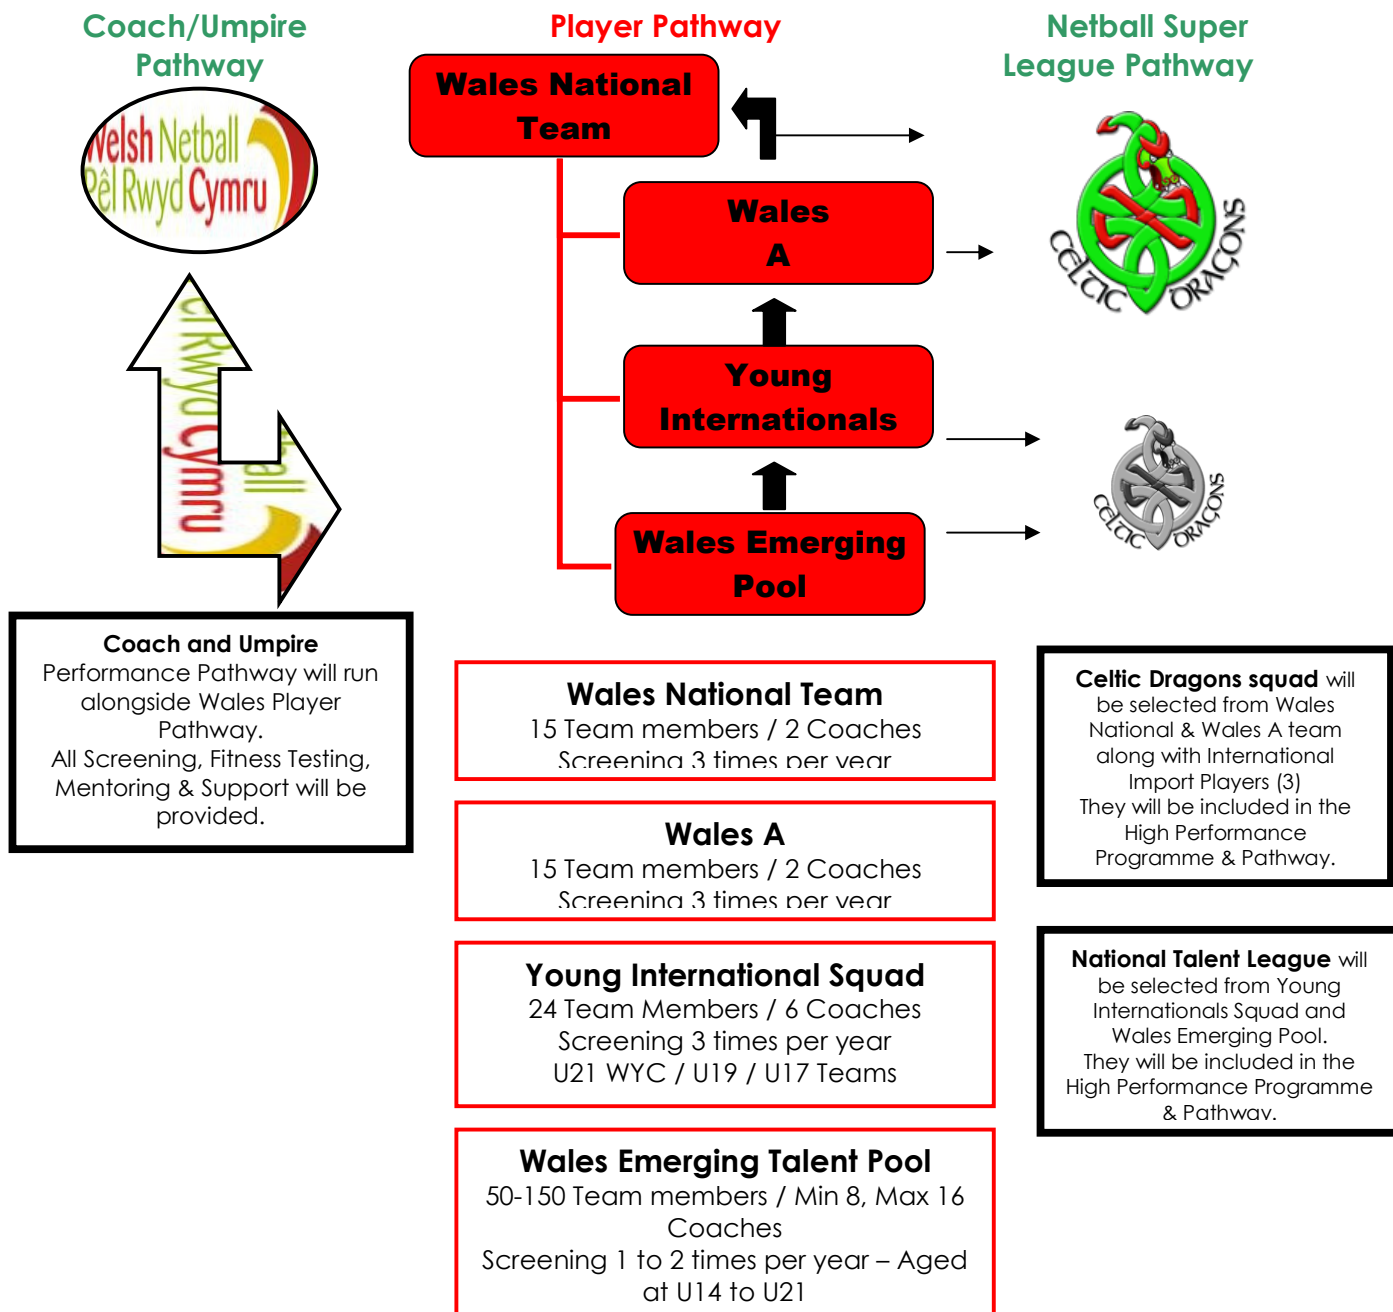 Coach/Umpire
Pathway
Player Pathway
Netball Super
League Pathway
Welsh Netball
Pêl Rwyd Cymru
Wales National
Team
Wales
A
Young
Internationals
Wales Emerging
Pool
CELTIC DRAGONS
CELTIC DRAGONS
el Rwyd Cymru
tball
Coach and Umpire
Performance Pathway will run
alongside Wales Player
Pathway.
All Screening, Fitness Testing,
Mentoring & Support will be
provided.
Wales National Team
15 Team members / 2 Coaches
Screening 3 times per year
Wales A
15 Team members / 2 Coaches
Screening 3 times per year
Young International Squad
24 Team Members / 6 Coaches
Screening 3 times per year
U21 WYC / U19 / U17 Teams
Wales Emerging Talent Pool
50-150 Team members / Min 8, Max 16
Coaches
Screening 1 to 2 times per year – Aged
at U14 to U21
Celtic Dragons squad will
be selected from Wales
National & Wales A team
along with International
Import Players (3)
They will be included in the
High Performance
Programme & Pathway.
National Talent League will
be selected from Young
Internationals Squad and
Wales Emerging Pool.
They will be included in the
High Performance Programme
& Pathway.